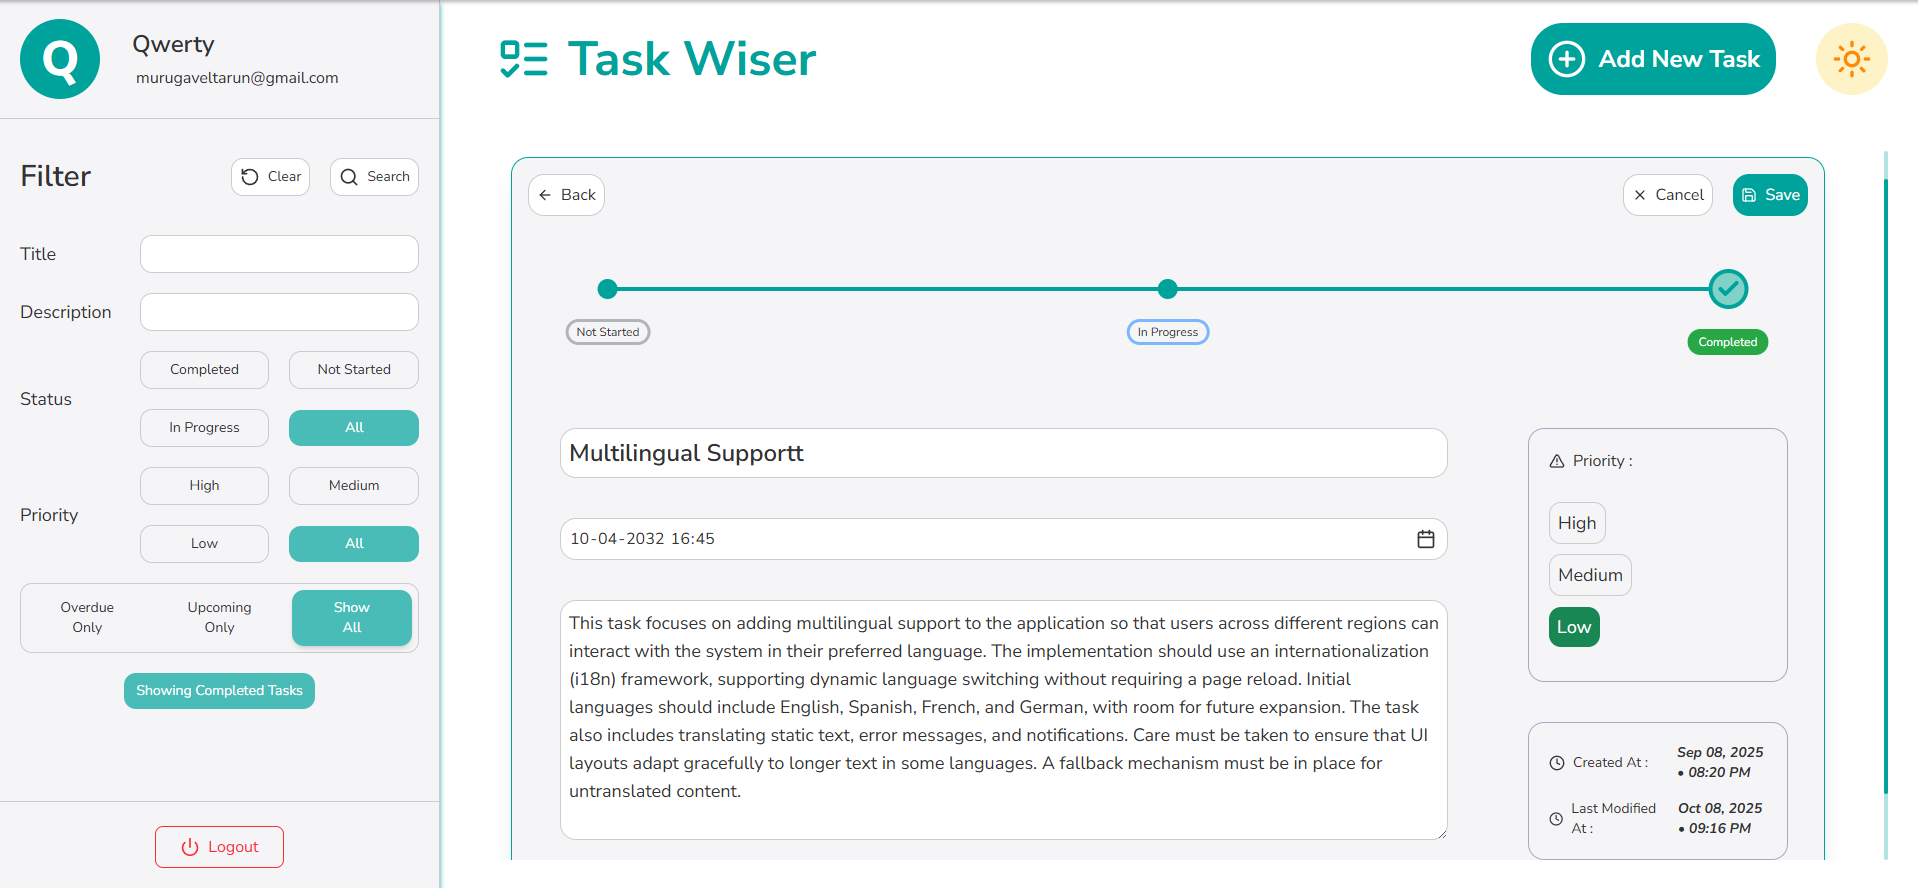 Q
Qwerty
murugaveltarun@gmail.com
Filter
Clear
Search
Title
Description
Status
Completed
Not Started
In Progress
All
Priority
High
Medium
Low
All
Overdue
Only
Upcoming
Only
Show
All
Showing Completed Tasks
Logout
Task Wiser
Add New Task
Back
Cancel
Save
Not Started
In Progress
Completed
Multilingual Supportt
10-04-2032 16:45
This task focuses on adding multilingual support to the application so that users across different regions can
interact with the system in their preferred language. The implementation should use an internationalization
(i18n) framework, supporting dynamic language switching without requiring a page reload. Initial
languages should include English, Spanish, French, and German, with room for future expansion. The task
also includes translating static text, error messages, and notifications. Care must be taken to ensure that UI
layouts adapt gracefully to longer text in some languages. A fallback mechanism must be in place for
untranslated content.
Priority :
High
Medium
Low
Created At :
Sep 08, 2025
• 08:20 PM
Last Modified
At :
Oct 08, 2025
• 09:16 PM